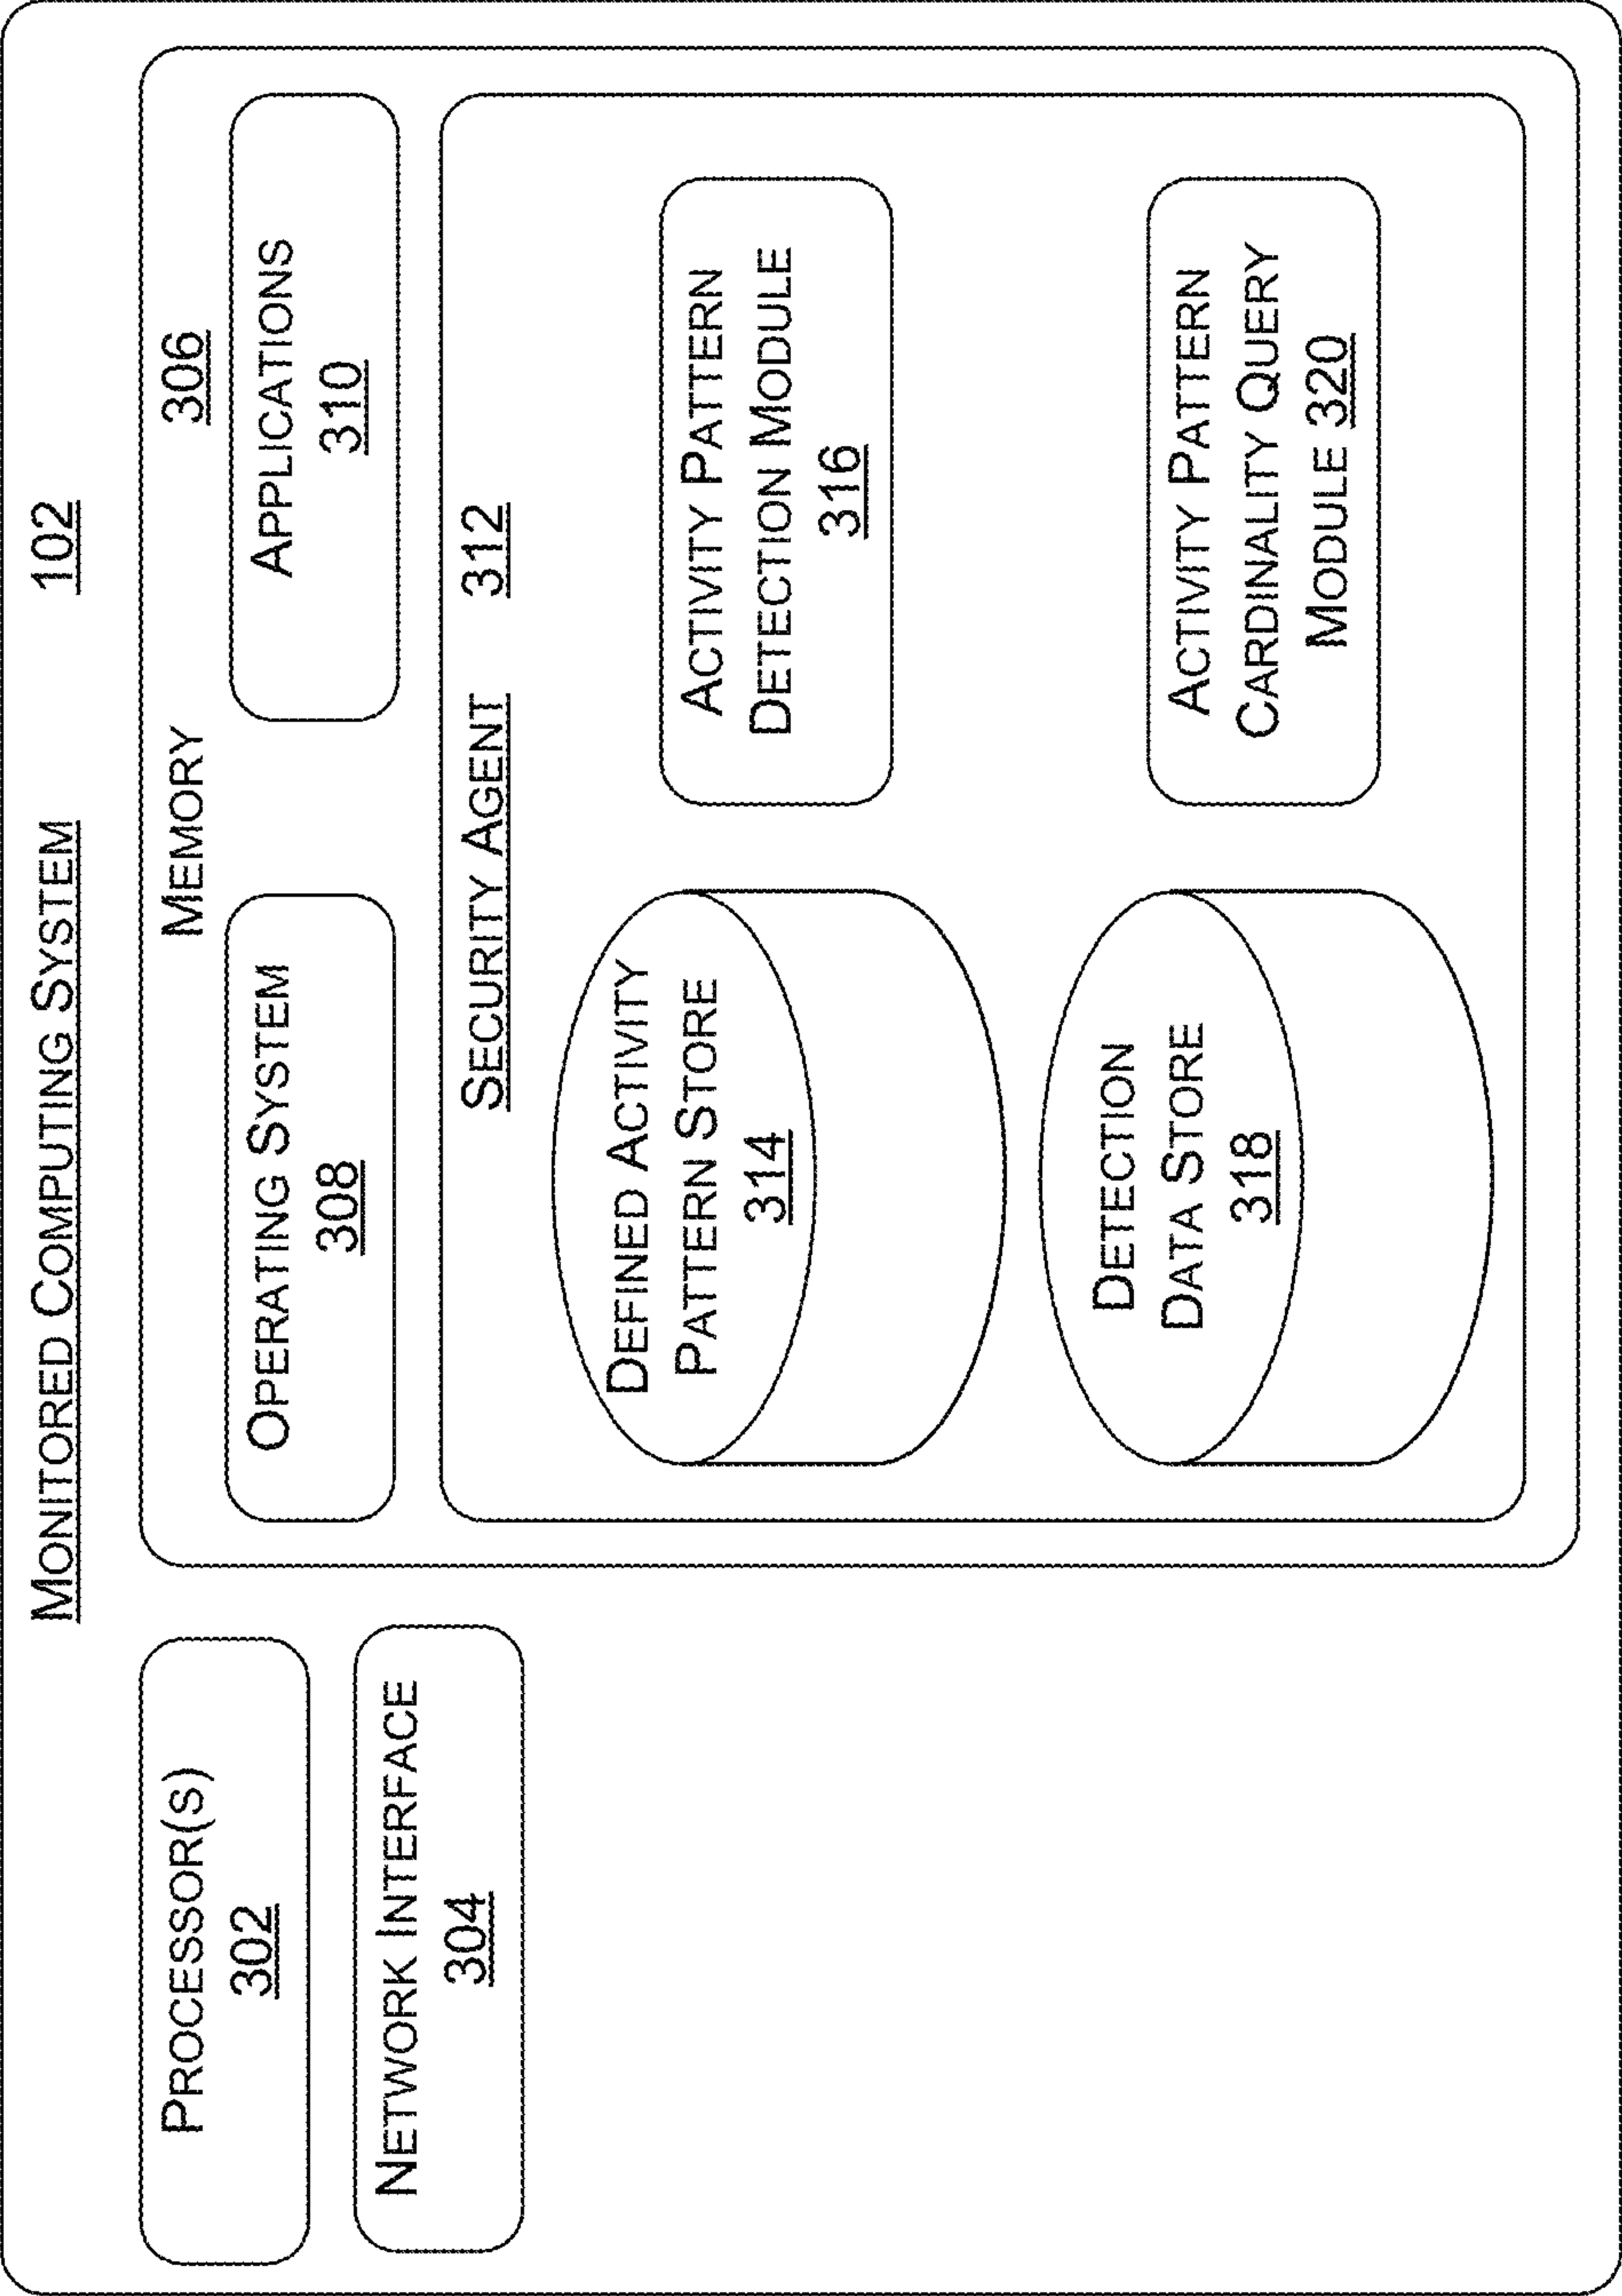 MONITORED COMPUTING SYSTEM 102
PROCESSOR(S)
302
NETWORK INTERFACE
304
MEMORY 306
OPERATING SYSTEM
308
APPLICATIONS
310
SECURITY AGENT 312
DEFINED ACTIVITY
PATTERN STORE
314
ACTIVITY PATTERN
DETECTION MODULE
316
DETECTION
DATA STORE
318
ACTIVITY PATTERN
CARDINALITY QUERY
MODULE 320